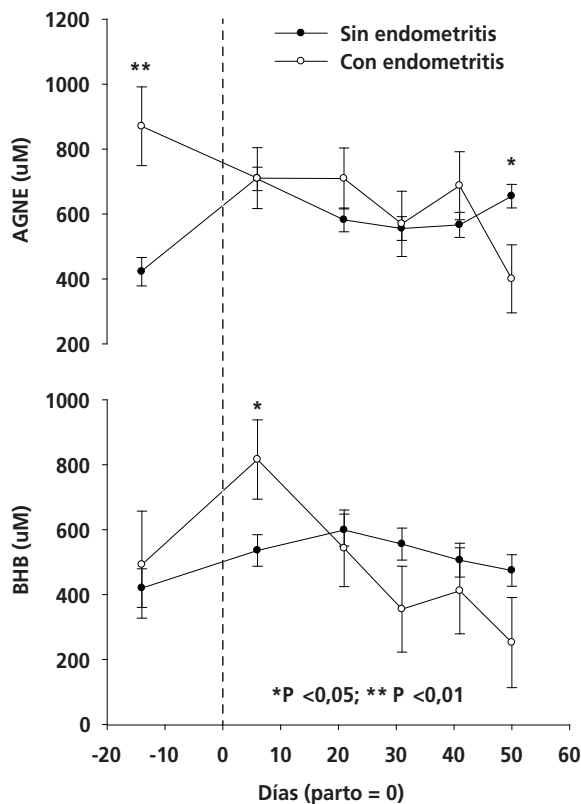 1200
1000
800
600
400
200
AGNE (uM)
Sin endometritis
Con endometritis
**
*
1000
800
600
400
200
0
BHB (uM)
*
*P <0,05; ** P <0,01
-20 -10 0 10 20 30 40 50 60
Días (parto = 0)